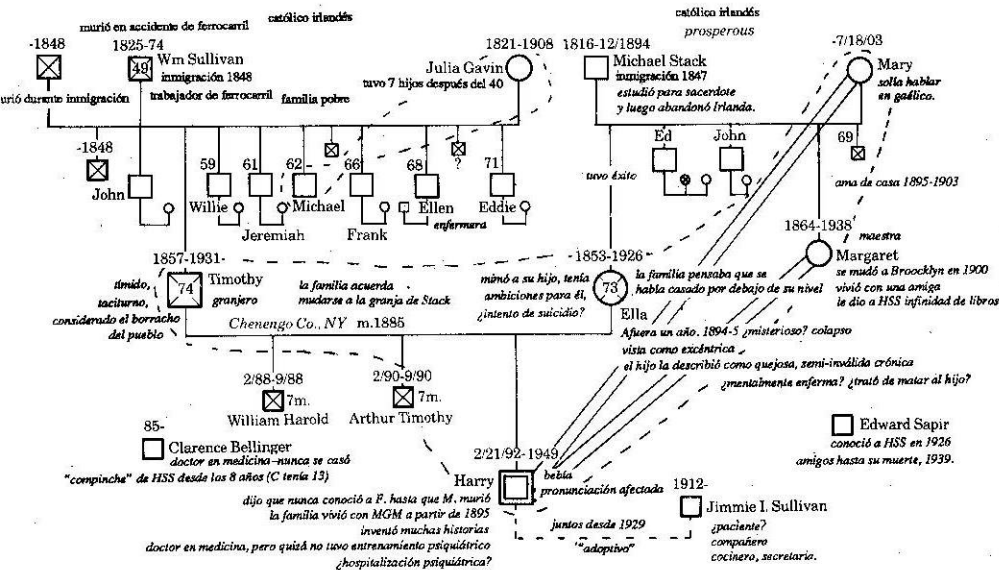 murió en accidente de ferrocarril
católico irlandés
católico irlandés
prosperous
-1848
1825-74
1821-1908
1816-12/1894
-7/18/03
49
Wm Sullivan
Julia Gavin
Michael Stack
Mary
inmigración 1848
inmigración 1847
tuvo 7 hijos después del 40
estudió para sacerdote
y luego abandonó Irlanda.
solía hablar
en gaélico.
urió durante inmigración
trabajador de ferrocarril
familia pobre
-1848
John
59
Willie
61
Jeremiah
62
Michael
66
Frank
?
68
Ellen
enfermera
71
Eddie
tuvo éxito
Ed
John
69
ama de casa 1895-1903
1864-1938
maestra
Margaret
se mudó a Broocklyn en 1900
vivió con una amiga
le dio a HSS infinidad de libros
1857-1931-
74
Timothy
granjero
tímido,
taciturno,
considerado el borracho
del pueblo
la familia acuerda
mudarse a la granja de Stack
Chenengo Co., NY m.1885
-1853-1926-
73
Ella
mimó a su hijo, tenía
ambiciones para él,
¿intento de suicidio?
la familia pensaba que se
había casado por debajo de su nivel
Afuera un año. 1894-5 ¿misterioso? colapso
vista como excéntrica
el hijo la describió como quejosa, semi-inválida crónica
¿mentalmente enferma? ¿trató de matar al hijo?
2/88-9/88
7m.
William Harold
2/90-9/90
7m.
Arthur Timothy
85-
Clarence Bellinger
doctor en medicina–nunca se casó
"compinche" de HSS desde los 8 años (C tenía 13)
Edward Sapir
conoció a HSS en 1926
amigos hasta su muerte, 1939.
2/21/92-1949
Harry
bebía
pronunciación afectada
dijo que nunca conoció a F. hasta que M. murió
la familia vivió con MGM a partir de 1895
inventó muchas historias
doctor en medicina, pero quizá no tuvo entrenamiento psiquiátrico
¿hospitalización psiquiátrica?
juntos desde 1929
"adoptivo"
1912-
Jimmie I. Sullivan
¿paciente?
compañero
cocinero, secretaria.